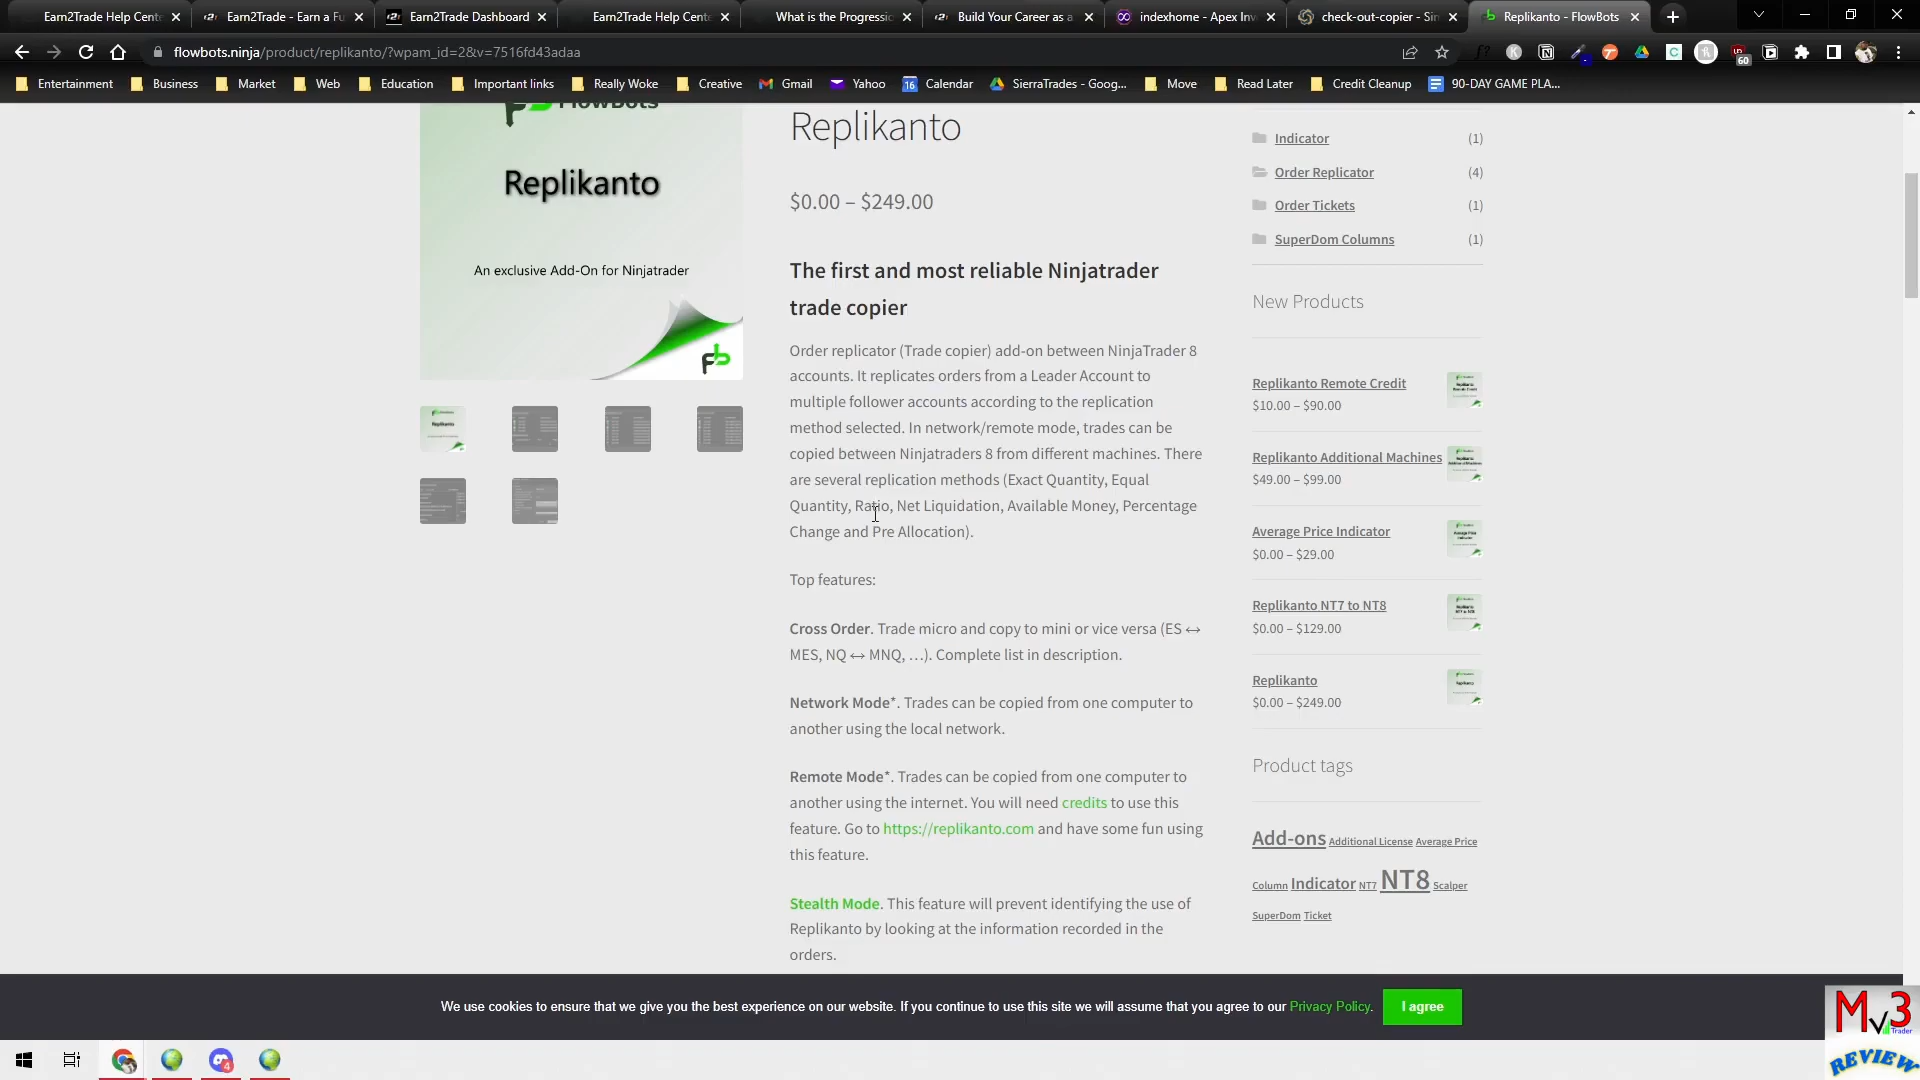 Earn2Trade Help Cente
Earn2Trade - Earn a Fu
Earn2Trade Dashboard
Earn2Trade Help Cente
What is the Progressic
Build Your Career as a
indexhome - Apex Inve
check-out-copier - Sim
Replikanto - FlowBots
flowbots.ninja/product/replikanto/?wpam_id=2&v=7516fd43adaa
60
Entertainment
Business
Market
Web
Education
Important links
Really Woke
Creative
Gmail
Yahoo
16
Calendar
SierraTrades - Goog...
Move
Read Later
Credit Cleanup
90-DAY GAME PLA...
FlowBots
Replikanto
An exclusive Add-On for Ninjatrader
Replikanto
$0.00 – $249.00
The first and most reliable Ninjatrader
trade copier
Order replicator (Trade copier) add-on between NinjaTrader 8
accounts. It replicates orders from a Leader Account to
multiple follower accounts according to the replication
method selected. In network/remote mode, trades can be
copied between Ninjatraders 8 from different machines. There
are several replication methods (Exact Quantity, Equal
Quantity, Ratio, Net Liquidation, Available Money, Percentage
Change and Pre Allocation).
Top features:
Cross Order. Trade micro and copy to mini or vice versa (ES ↔
MES, NQ ↔ MNQ, …). Complete list in description.
Network Mode*. Trades can be copied from one computer to
another using the local network.
Remote Mode*. Trades can be copied from one computer to
another using the internet. You will need credits to use this
feature. Go to https://replikanto.com and have some fun using
this feature.
Stealth Mode. This feature will prevent identifying the use of
Replikanto by looking at the information recorded in the
orders.
Indicator (1)
Order Replicator (4)
Order Tickets (1)
SuperDom Columns (1)
New Products
Replikanto Remote Credit
$10.00 – $90.00
Replikanto Additional Machines
$49.00 – $99.00
Average Price Indicator
$0.00 – $29.00
Replikanto NT7 to NT8
$0.00 – $129.00
Replikanto
$0.00 – $249.00
Product tags
Add-ons Additional License Average Price
Column Indicator NT7 NT8 Scalper
SuperDom Ticket
We use cookies to ensure that we give you the best experience on our website. If you continue to use this site we will assume that you agree to our Privacy Policy.
I agree
4
Mv3
Trader
REVIEW